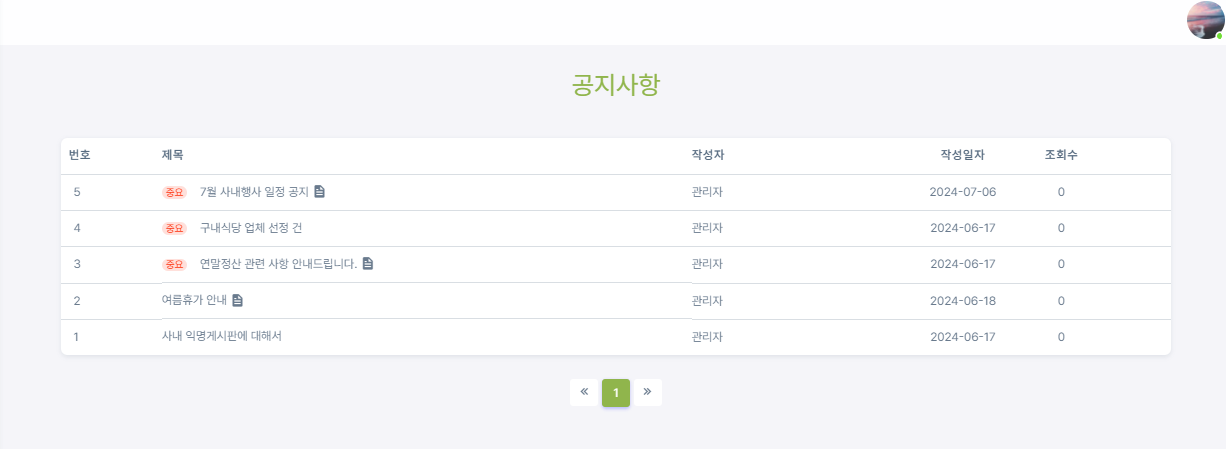 공지사항
번호 제목 작성자 작성일자 조회수
5 중요 7월 사내행사 일정 공지 관리자 2024-07-06 0
4 중요 구내식당 업체 선정 건 관리자 2024-06-17 0
3 중요 연말정산 관련 사항 안내드립니다. 관리자 2024-06-17 0
2 여름휴가 안내 관리자 2024-06-18 0
1 사내 익명게시판에 대해서 관리자 2024-06-17 0
« 1 »